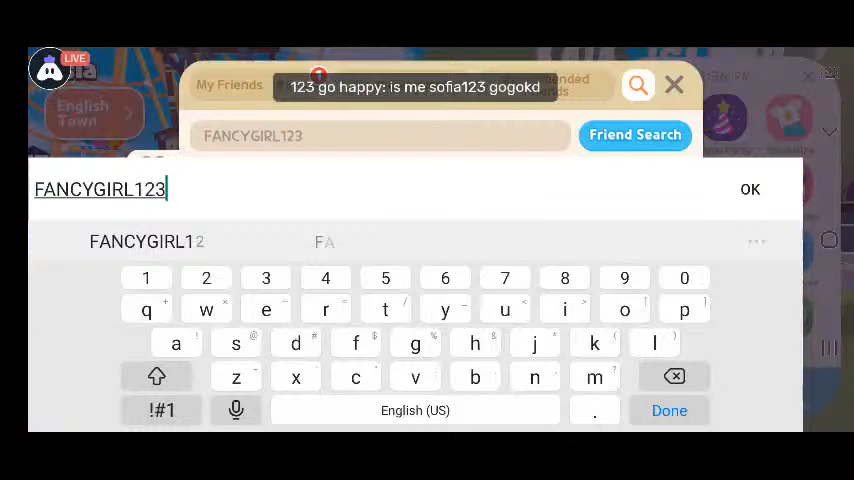 LIVE
My Friends
1
123 go happy: is me sofia123 gogokd
English
Town
FANCYGIRL123
Friend Search
FANCYGIRL123
OK
FANCYGIRL12
FA
...
1 2 3 4 5 6 7 8 9 0
q + w × e ÷ r = t / y _ u i o [ p ]
a ! s @ d # f $ g % h & j * k ( l )
z - x ' c " v : b ; n , m ?
!#1
English (US)
.
Done